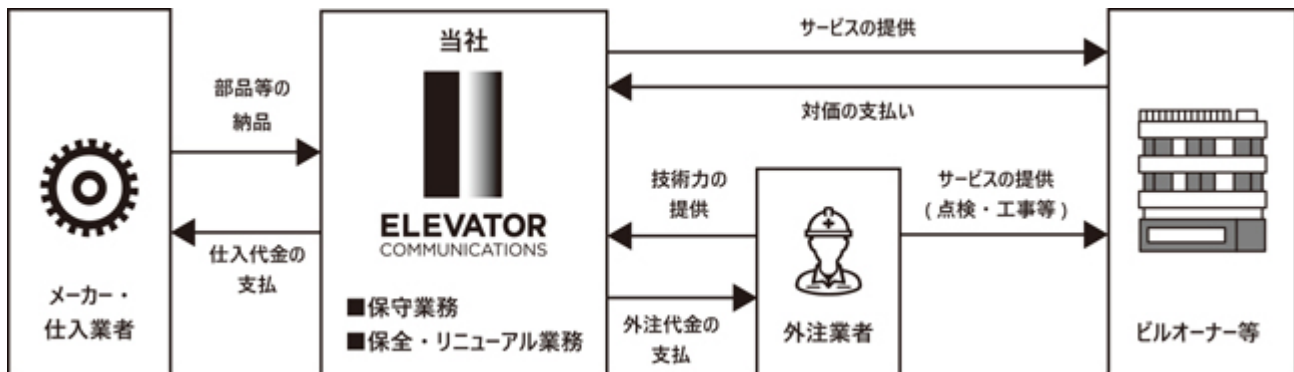 メーカー・
仕入業者
部品等の
納品
仕入代金の
支払
当社
ELEVATOR
COMMUNICATIONS
■保守業務
■保全・リニューアル業務
サービスの提供
対価の支払い
技術力の
提供
外注代金の
支払
外注業者
サービスの提供
(点検・工事等)
ビルオーナー等